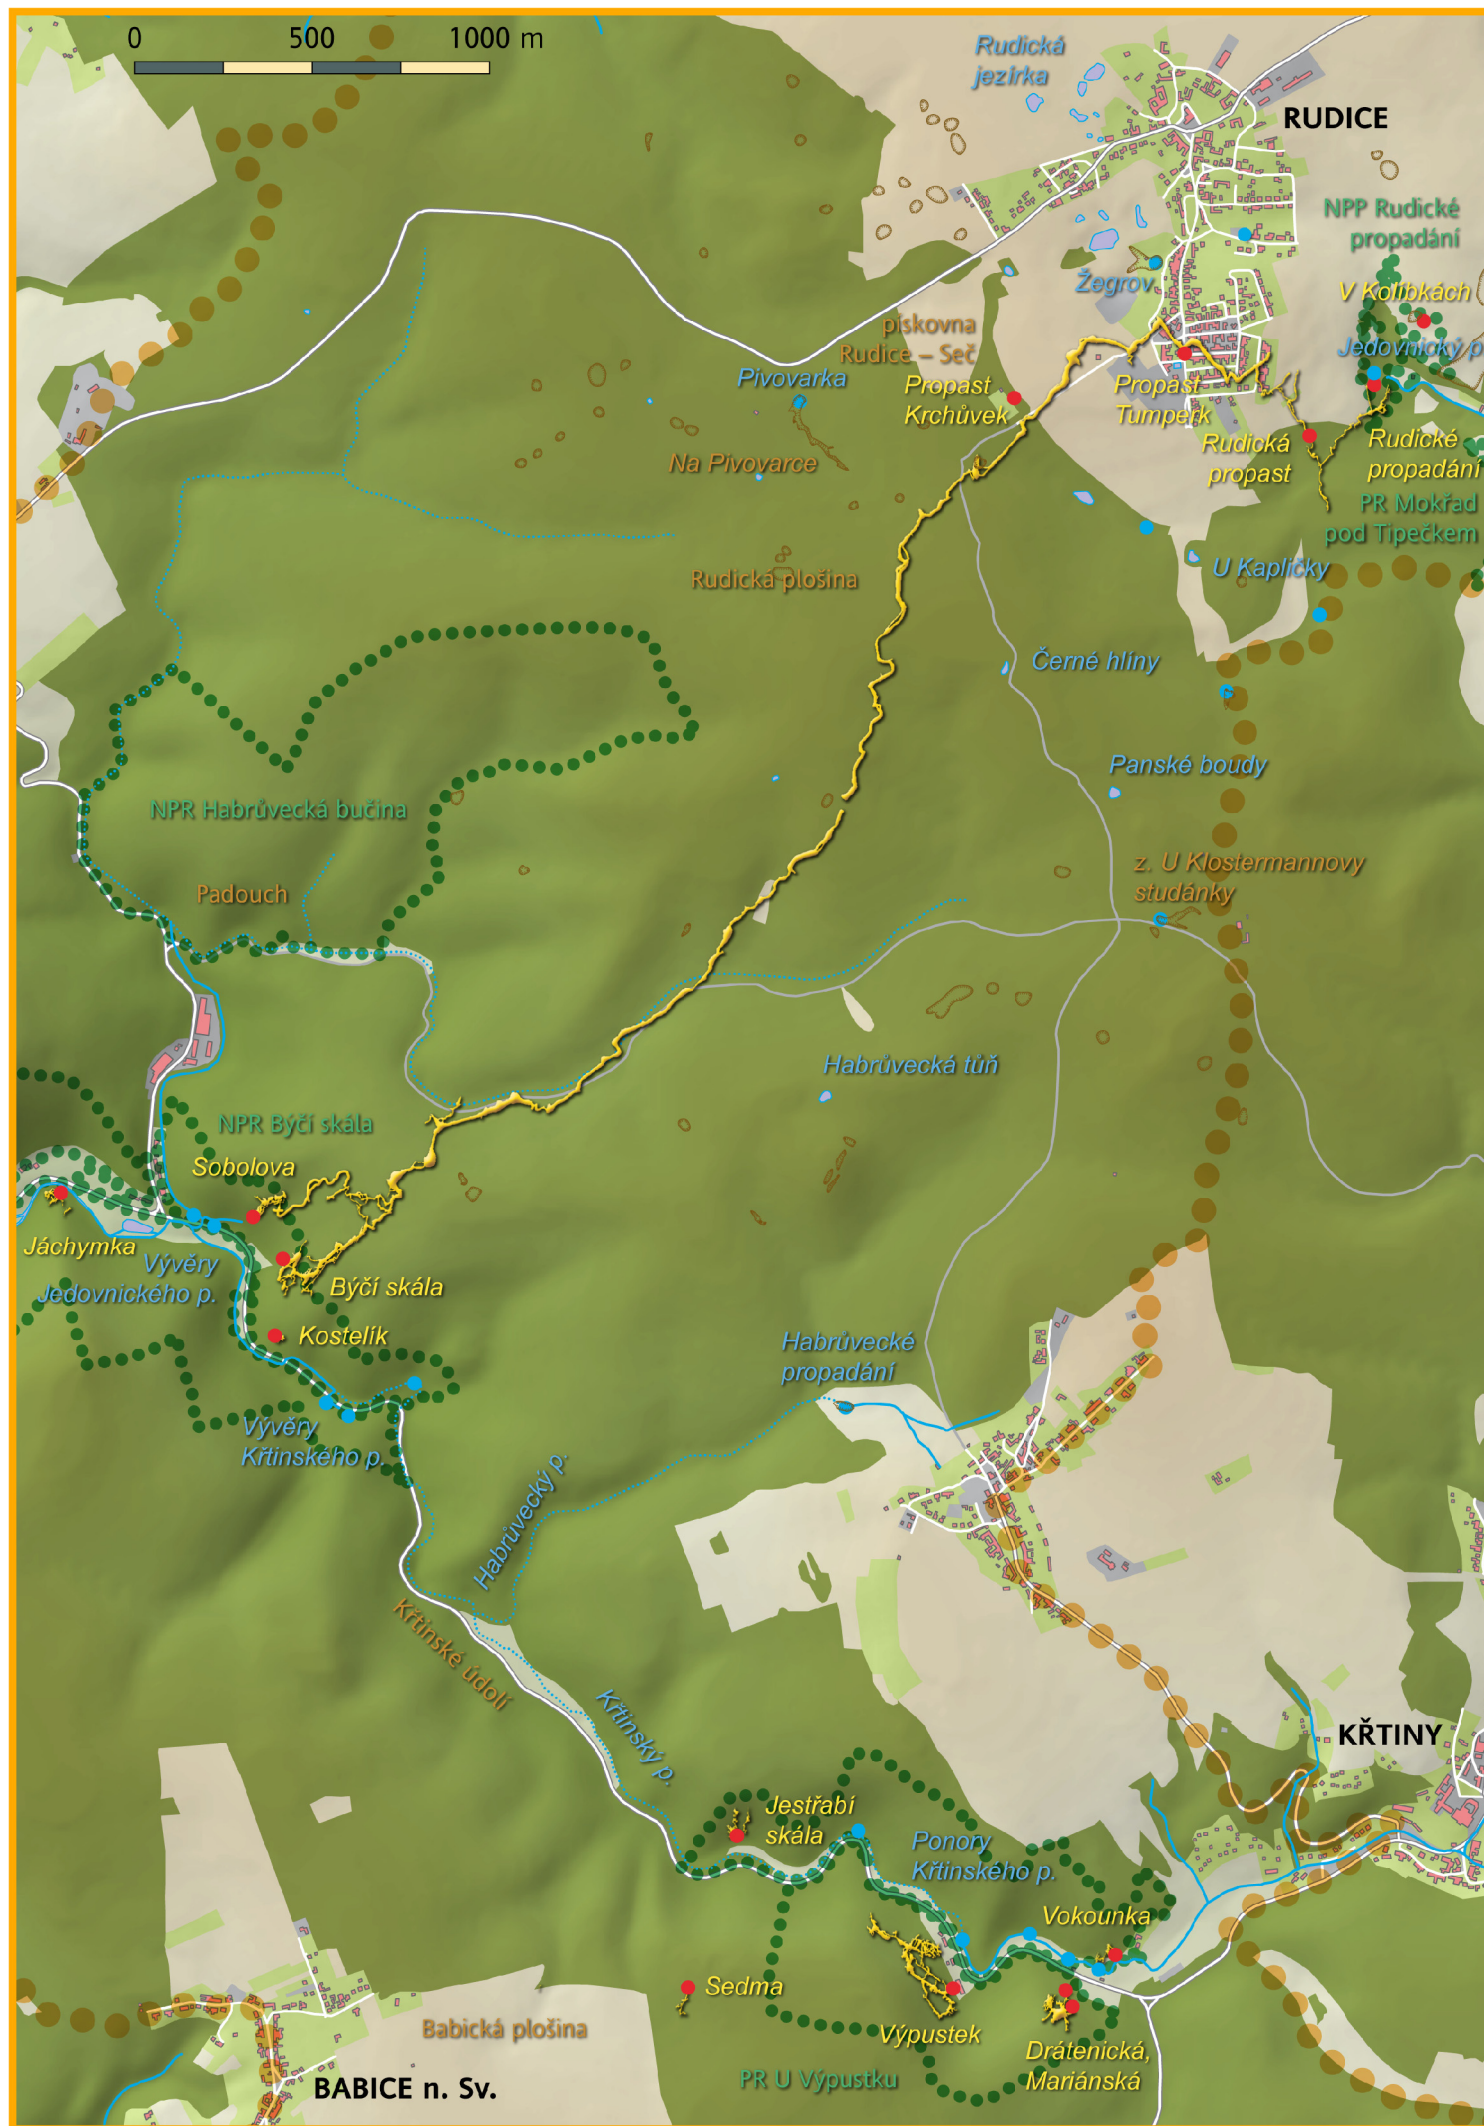 0 500 1000 m
Rudická
jezírka
RUDICE
NPP Rudické
propadání
V Kolíbkách
Žegrov
Jedovnický p
pískovna
Rudice – Seč
Pivovarka
Propast
Krchůvek
Propast
Tumperk
Rudická
propast
Rudické
propadání
Na Pivovarce
PR Mokřad
pod Tipečkem
Rudická plošina
U Kapličky
Černé hlíny
Panské boudy
NPR Habrůvecká bučina
z. U Klostermannovy
studánky
Padouch
Habrůvecká tůň
NPR Býčí skála
Sobolova
Jáchymka
Vývěry
Jedovnického p.
Býčí skála
Kostelík
Habrůvecké
propadání
Vývěry
Křtinského p.
Habrůvecký p.
Křtinské údolí
Křtinský p.
KŘTINY
Jestřabí
skála
Ponory
Křtinského p.
Vokounka
Sedma
Výpustek
Babická plošina
Drátenická,
Mariánská
PR U Výpustku
BABICE n. Sv.